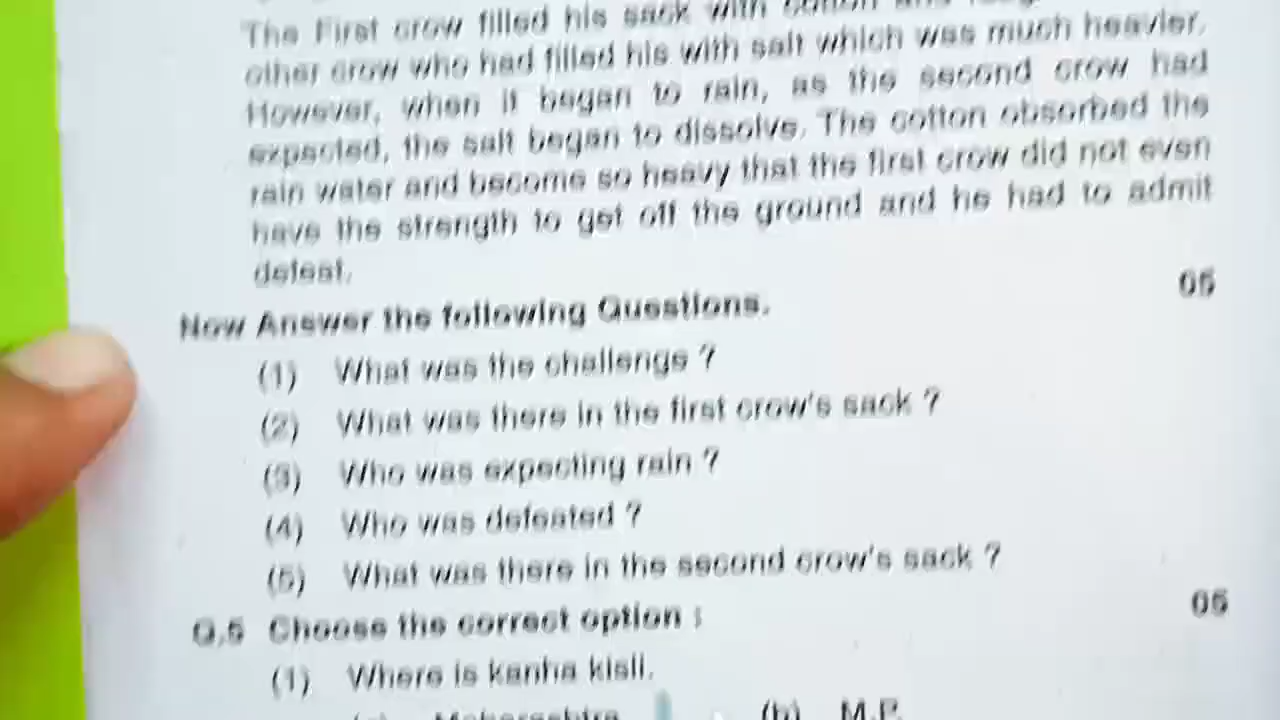 The First crow filled his sack with cotton and
other crow who had filled his with salt which was much heavier.
However, when it began to rain, as the second crow had
expected, the salt began to dissolve. The cotton obsorbed the
rain water and become so heavy that the first crow did not even
have the strength to get off the ground and he had to admit
defeat.
Now Answer the following Questions. 05
(1) What was the challenge ?
(2) What was there in the first crow's sack ?
(3) Who was expecting rain ?
(4) Who was defeated ?
(5) What was there in the second crow's sack ?
Q.5 Choose the correct option : 05
(1) Where is kanha kisli.
(a) Maharashtra (b) M.P.